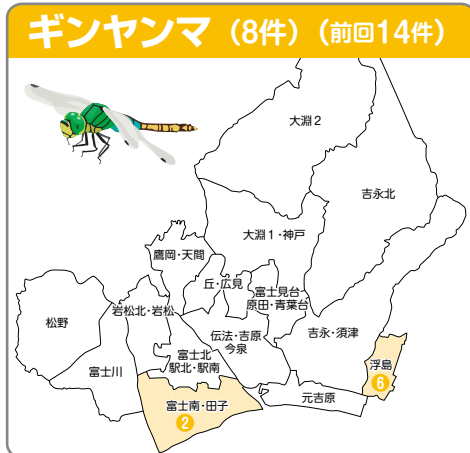 ギンヤンマ（8件）（前回14件）
大淵2
吉永北
大淵1・神戸
鷹岡・天間
丘・広見
富士見台
原田・青葉台
松野
岩松北・岩松
伝法・吉原
今泉
吉永・須津
富士川
富士北
駅北・駅南
浮島
6
元吉原
富士南・田子
2